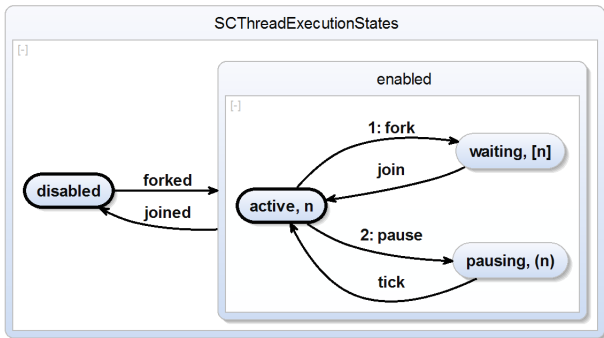 SCThreadExecutionStates
[-]
enabled
[-]
1: fork
waiting, [n]
join
disabled
forked
joined
active, n
2: pause
pausing, (n)
tick